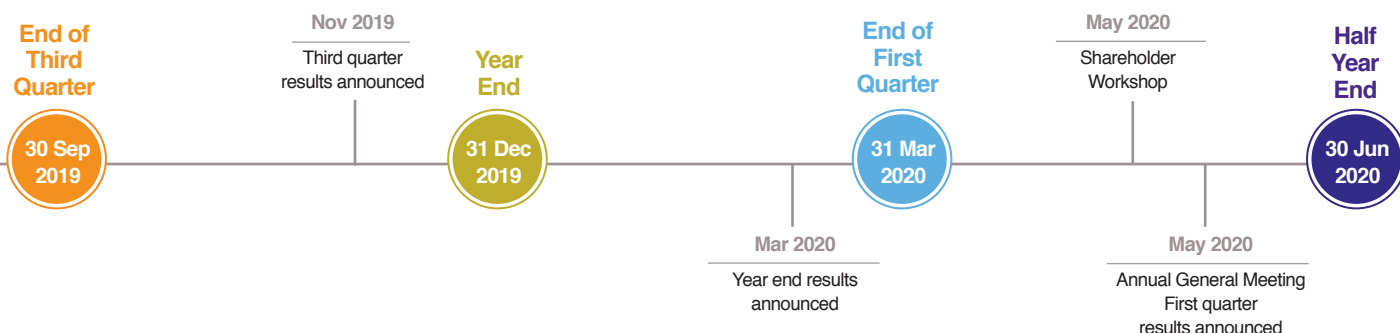 End of
Third
Quarter
30 Sep
2019
Nov 2019
Third quarter
results announced
Year
End
31 Dec
2019
Mar 2020
Year end results
announced
End of
First
Quarter
31 Mar
2020
May 2020
Shareholder
Workshop
May 2020
Annual General Meeting
First quarter
results announced
Half
Year
End
30 Jun
2020